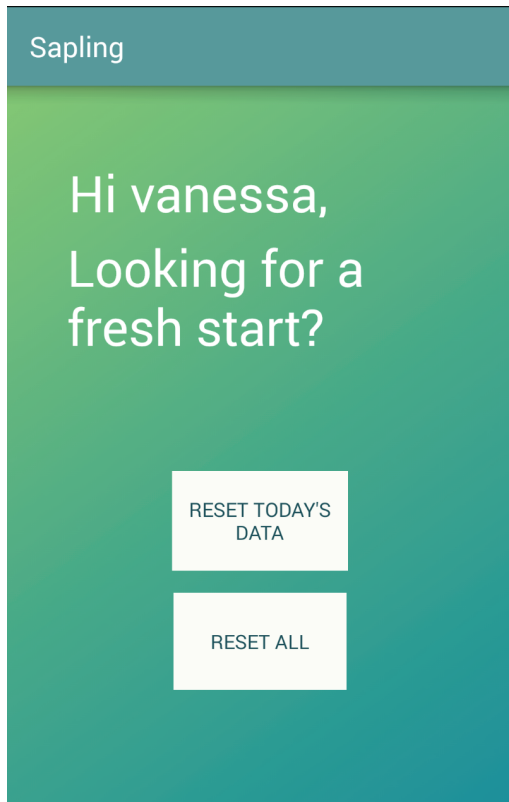 Sapling
Hi vanessa,
Looking for a
fresh start?
RESET TODAY'S
DATA
RESET ALL